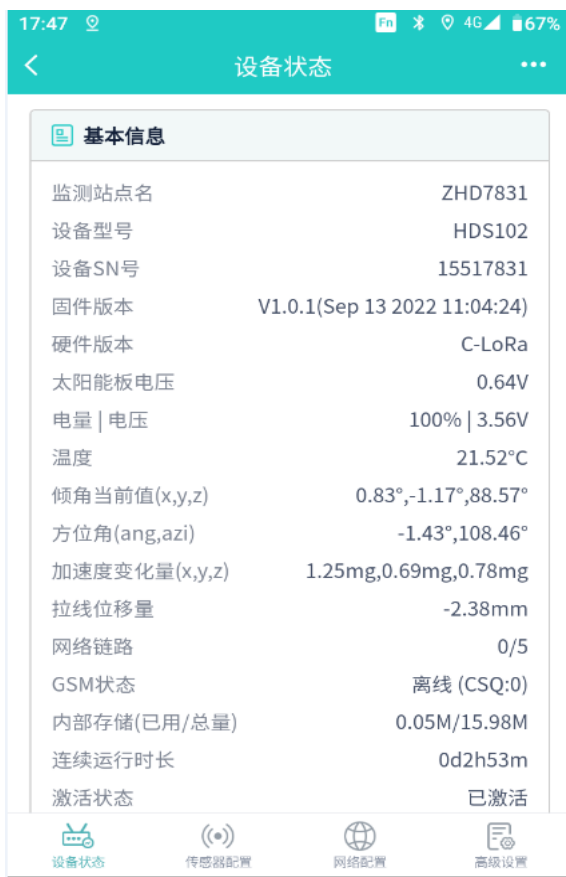 17:47 Fn 4G 67%
设备状态
基本信息
监测站点名 ZHD7831
设备型号 HDS102
设备SN号 15517831
固件版本 V1.0.1(Sep 13 2022 11:04:24)
硬件版本 C-LoRa
太阳能板电压 0.64V
电量 | 电压 100% | 3.56V
温度 21.52°C
倾角当前值(x,y,z) 0.83°,-1.17°,88.57°
方位角(ang,azi) -1.43°,108.46°
加速度变化量(x,y,z) 1.25mg,0.69mg,0.78mg
拉线位移量 -2.38mm
网络链路 0/5
GSM状态 离线 (CSQ:0)
内部存储(已用/总量) 0.05M/15.98M
连续运行时长 0d2h53m
激活状态 已激活
设备状态 传感器配置 网络配置 高级设置